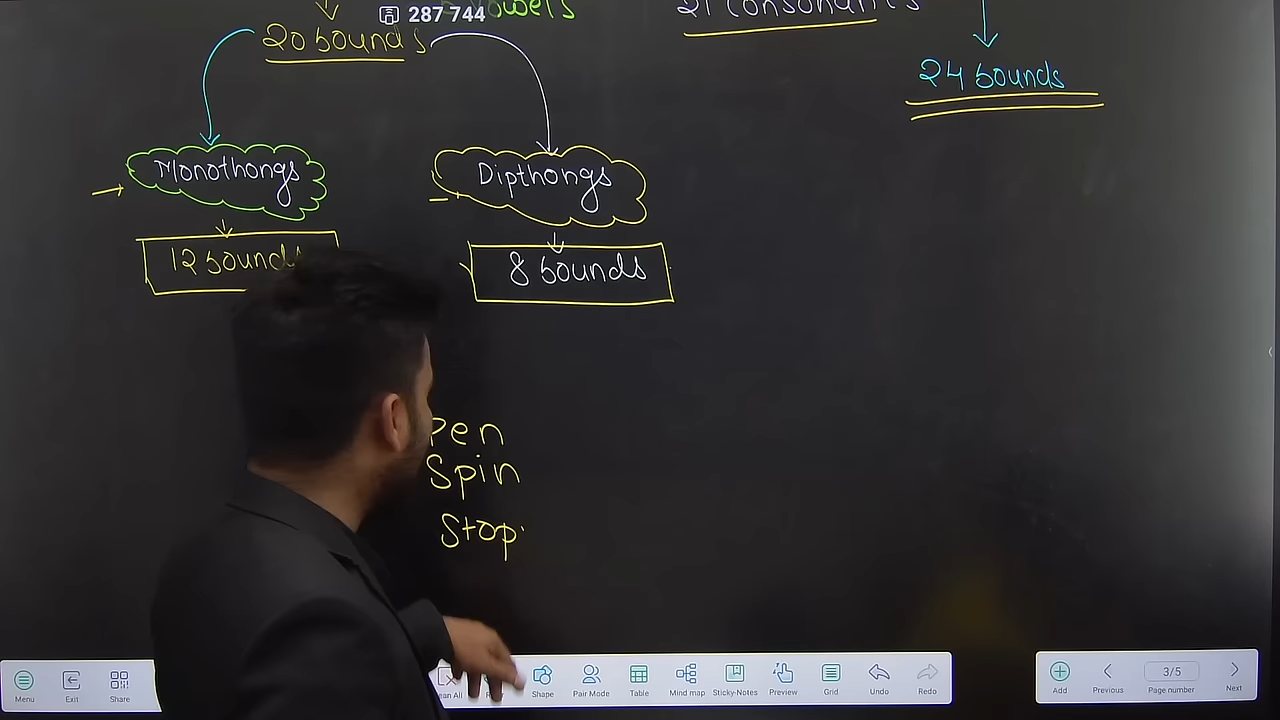 287 744
vowels
21 consonants
20 sounds
24 sounds
Monothongs
Dipthongs
12 sounds
8 sounds
Pen
Spin
Stop
Menu
Exit
Share
Shape
Pair Mode
Table
Mind map
Sticky-Notes
Preview
Grid
Undo
Redo
Add
Previous
3/5
Page number
Next